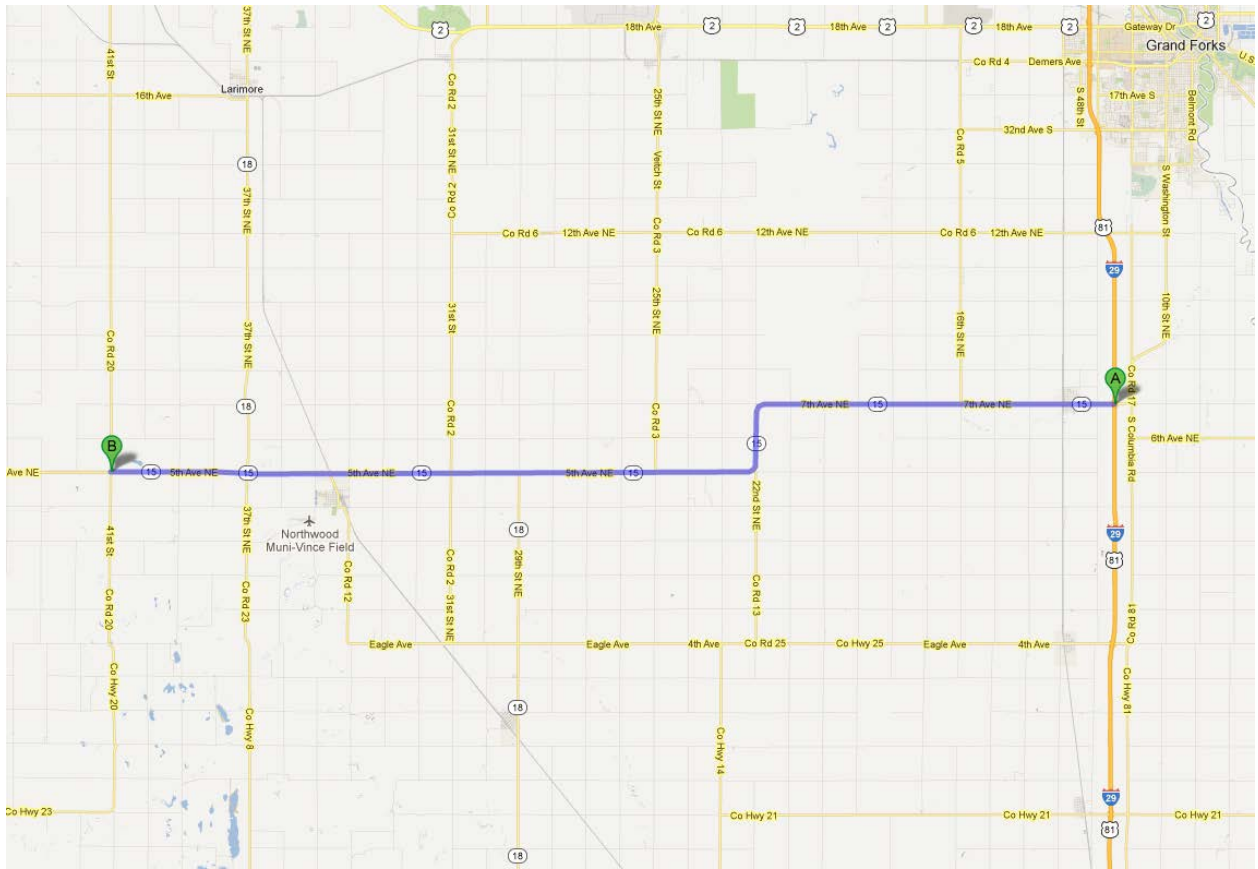 2
18th Ave
2
2
18th Ave
2
18th Ave
2
Gateway Dr
2
Grand Forks
U S
41st St
37th St NE
Larimore
16th Ave
Co Rd 4
Demers Ave
S 48th St
17th Ave S
Belmont Rd
Co Rd 2
25th St NE
32nd Ave S
Co Rd 5
18
31st St NE
Veitch St
S Washington St
37th St NE
Co Rd 2
Co Rd 6
12th Ave NE
Co Rd 3
Co Rd 6
12th Ave NE
Co Rd 6
12th Ave NE
81
29
10th St NE
37th St NE
31st St
25th St NE
16th St NE
Co Rd 20
A
Co Rd 17
18
7th Ave NE
15
7th Ave NE
15
Co Rd 2
Co Rd 3
15
S Columbia Rd
6th Ave NE
B
Ave NE
15
5th Ave NE
15
5th Ave NE
15
5th Ave NE
15
41st St
37th St NE
Northwood
Muni-Vince Field
18
22nd St NE
29
81
Co Rd 20
Co Rd 23
Co Rd 12
Co Rd 2
29th St NE
Co Rd 13
31st St NE
Co Rd 81
Eagle Ave
Eagle Ave
4th Ave
Co Rd 25
Co Hwy 25
Eagle Ave
4th Ave
Co Hwy 20
Co Hwy 8
18
Co Hwy 14
Co Hwy 81
29
Co Hwy 23
Co Hwy 21
Co Hwy 21
Co Hwy 21
81
18